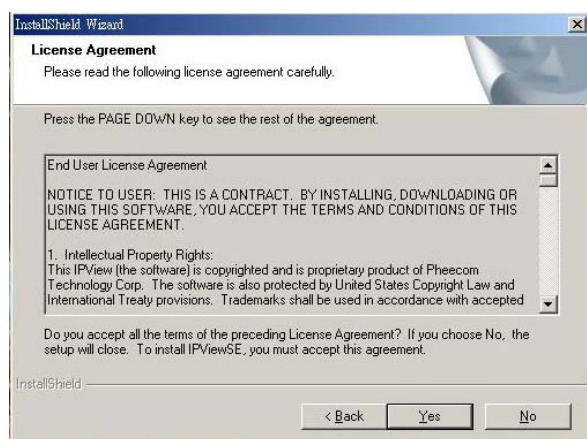 InstallShield Wizard
License Agreement
Please read the following license agreement carefully.
Press the PAGE DOWN key to see the rest of the agreement.
End User License Agreement
NOTICE TO USER: THIS IS A CONTRACT. BY INSTALLING, DOWNLOADING OR
USING THIS SOFTWARE, YOU ACCEPT THE TERMS AND CONDITIONS OF THIS
LICENSE AGREEMENT.
1. Intellectual Property Rights:
This IPView (the software) is copyrighted and is proprietary product of Pheecom
Technology Corp. The software is also protected by United States Copyright Law and
International Treaty provisions. Trademarks shall be used in accordance with accepted
Do you accept all the terms of the preceding License Agreement? If you choose No, the
setup will close. To install IPViewSE, you must accept this agreement.
InstallShield
< Back Yes No